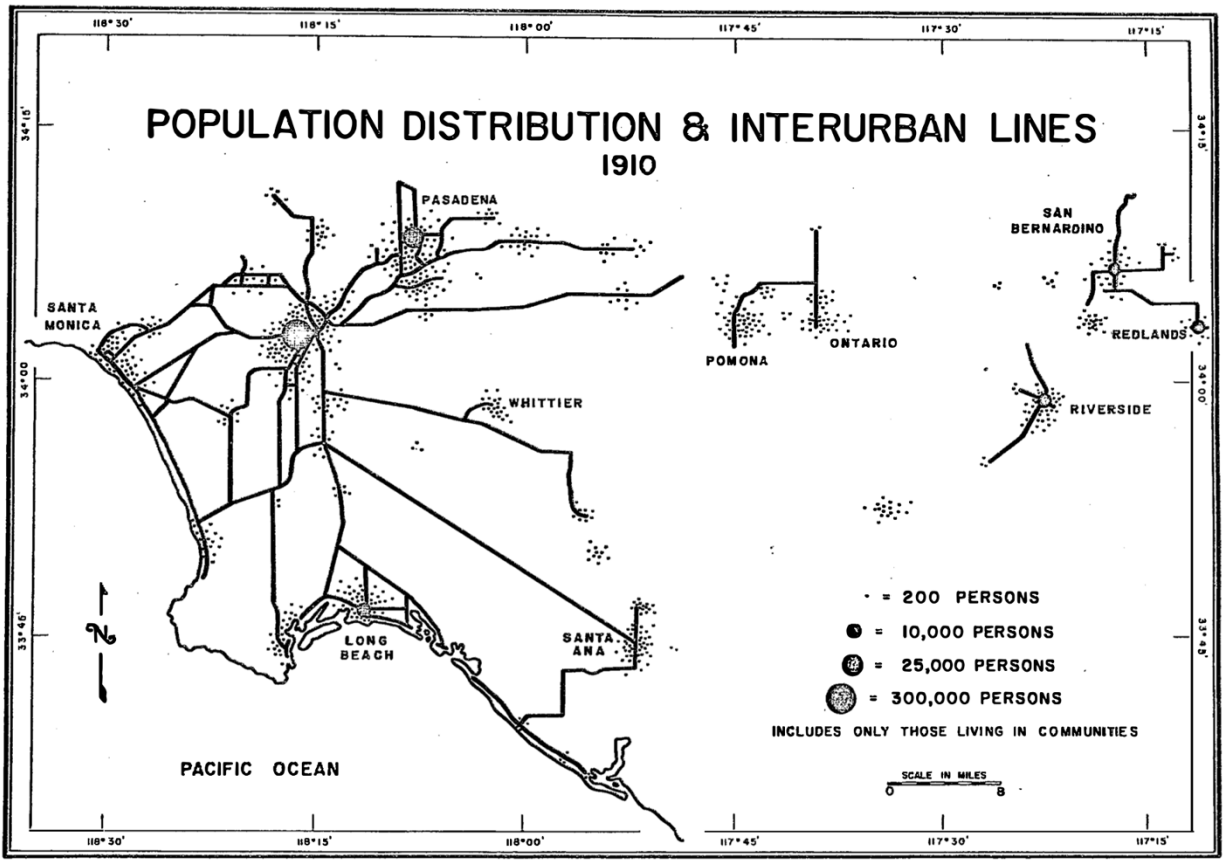 118°30'
118°15'
118°00'
117°45'
117°30'
117°15'
34°15'
34°15'
POPULATION DISTRIBUTION & INTERURBAN LINES
1910
PASADENA
SAN
BERNARDINO
SANTA
MONICA
REDLANDS
ONTARIO
POMONA
34°00'
34°00'
WHITTIER
RIVERSIDE
N
· = 200 PERSONS
= 10,000 PERSONS
= 25,000 PERSONS
= 300,000 PERSONS
INCLUDES ONLY THOSE LIVING IN COMMUNITIES
33°45'
33°45'
LONG
BEACH
SANTA
ANA
PACIFIC OCEAN
SCALE IN MILES
0 8
118°30'
118°15'
118°00'
117°45'
117°30'
117°15'